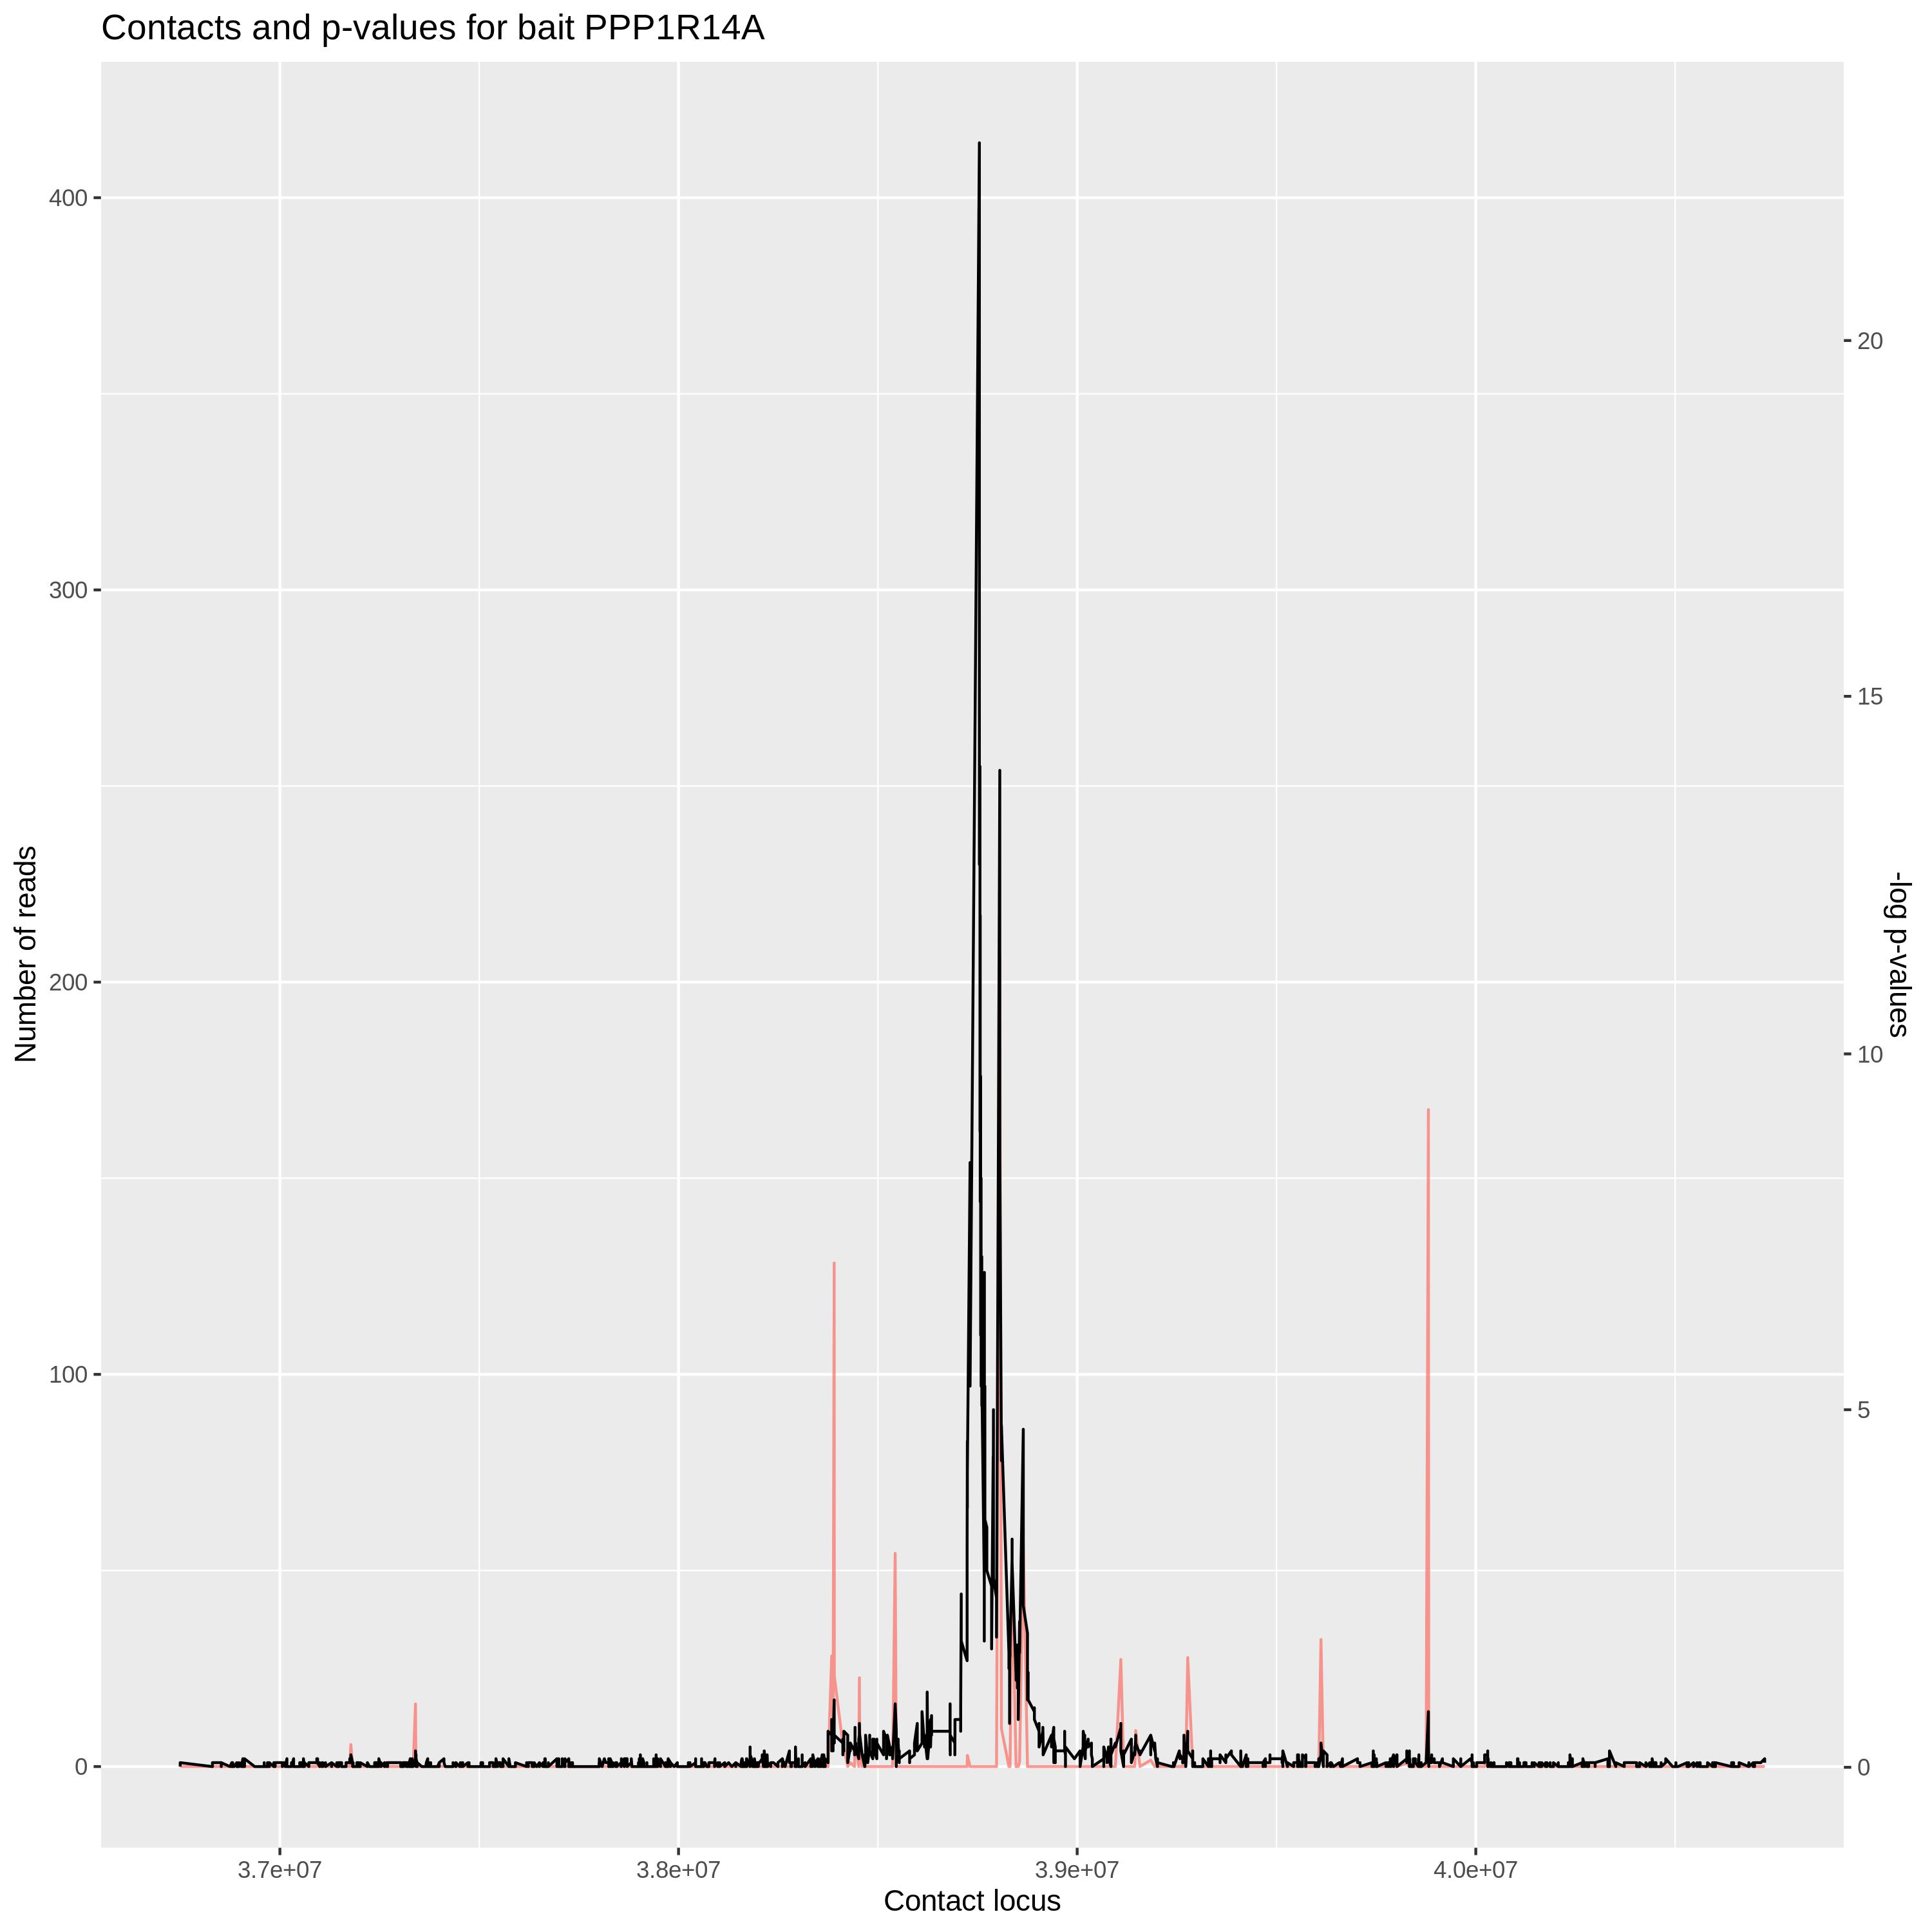 Contacts and p-values for bait PPP1R14A
400
300
200
100
0
Number of reads
20
15
10
5
0
-log p-values
3.7e+07
3.8e+07
3.9e+07
4.0e+07
Contact locus